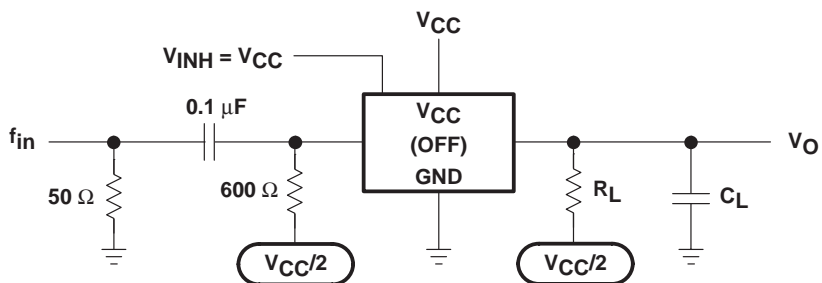 VCC
VINH = VCC
0.1 μF
VCC
(OFF)
GND
fin
VO
50 Ω
600 Ω
RL
CL
VCC/2
VCC/2